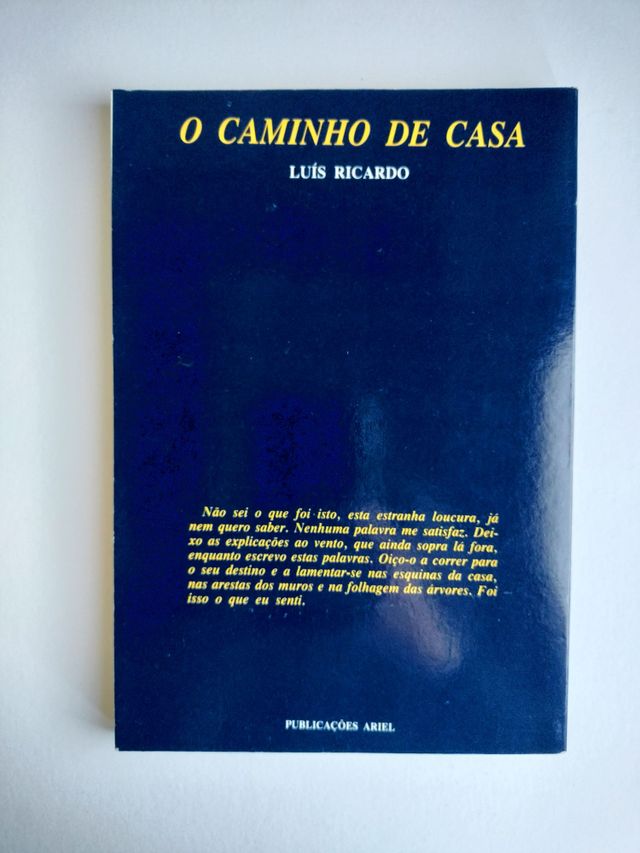 O CAMINHO DE CASA
LUÍS RICARDO
Não sei o que foi isto, esta estranha loucura, já
nem quero saber. Nenhuma palavra me satisfaz. Dei-
xo as explicações ao vento, que ainda sopra lá fora,
enquanto escrevo estas palavras. Oiço-o a correr para
o seu destino e a lamentar-se nas esquinas da casa,
nas arestas dos muros e na folhagem das árvores. Foi
isso o que eu senti.
PUBLICAÇÕES ARIEL